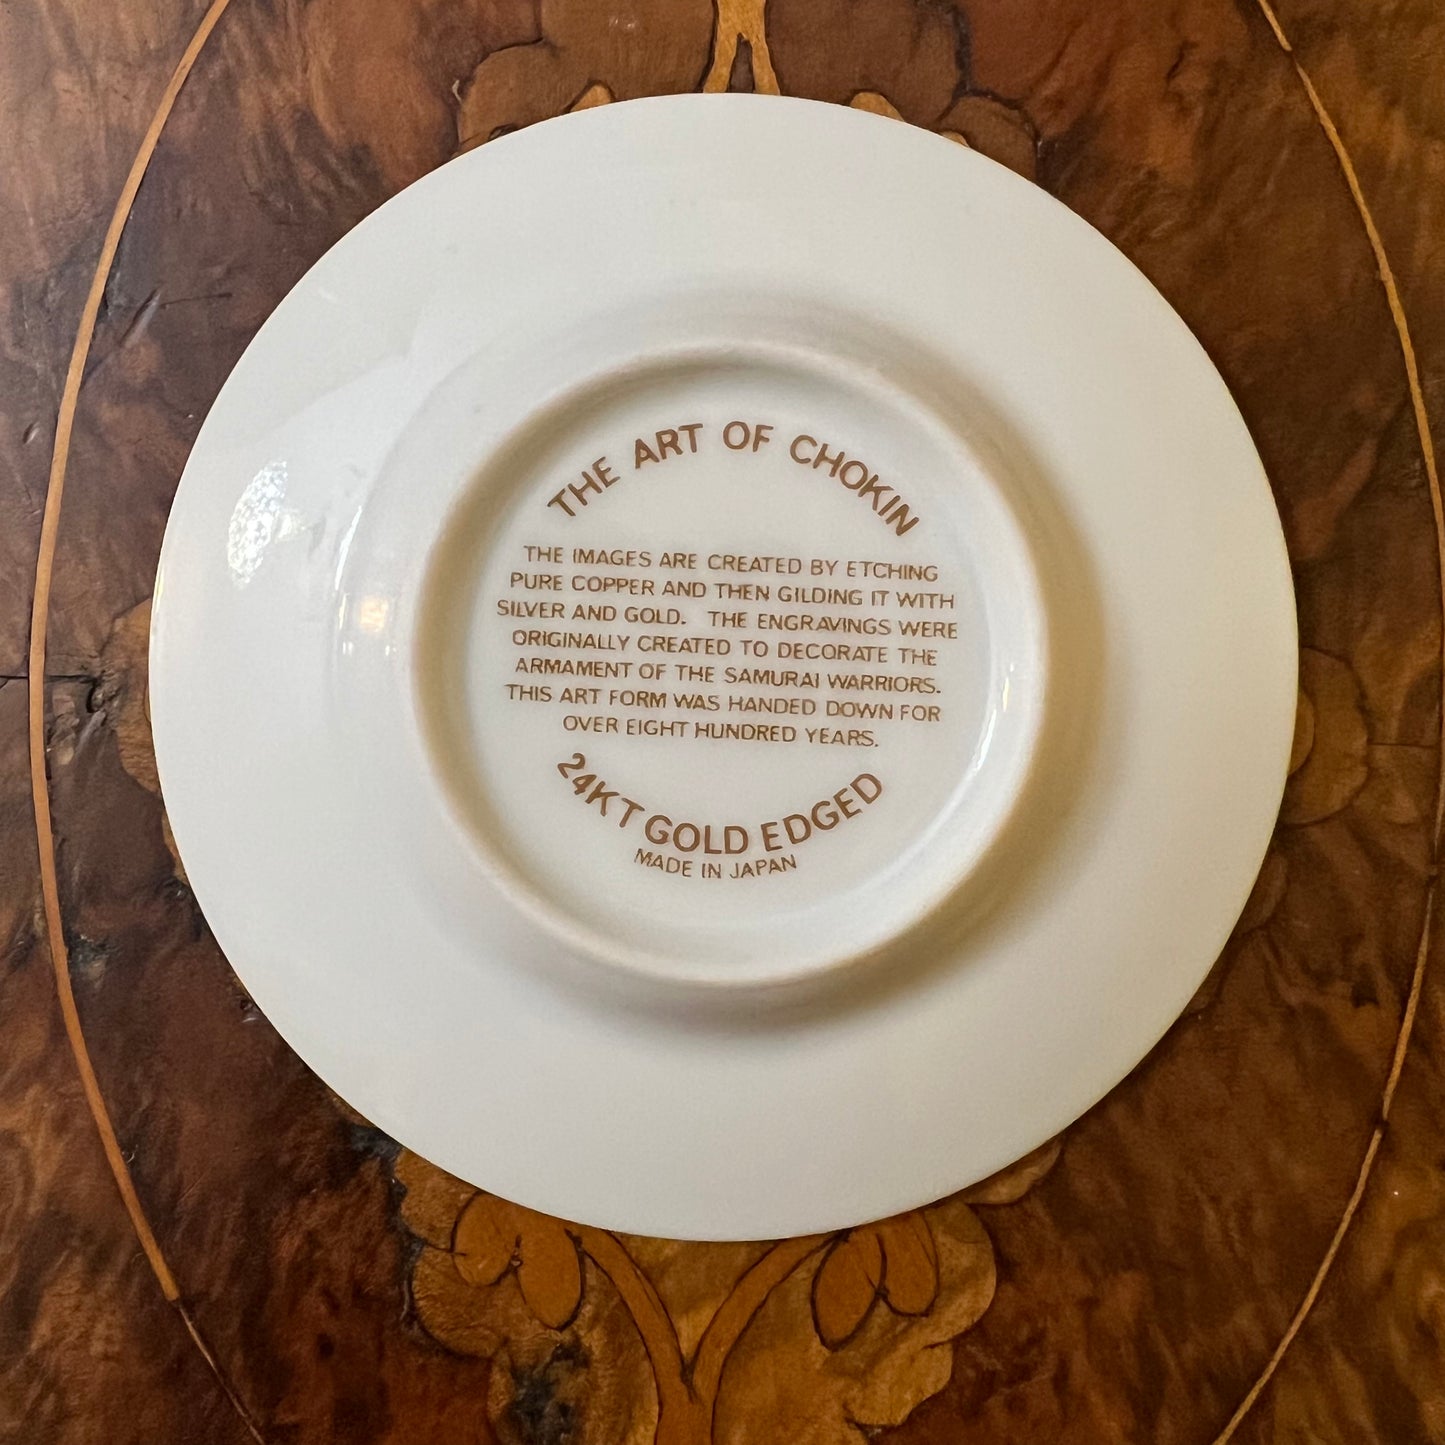 THE ART OF CHOKIN
THE IMAGES ARE CREATED BY ETCHING
PURE COPPER AND THEN GILDING IT WITH
SILVER AND GOLD. THE ENGRAVINGS WERE
ORIGINALLY CREATED TO DECORATE THE
ARMAMENT OF THE SAMURAI WARRIORS.
THIS ART FORM WAS HANDED DOWN FOR
OVER EIGHT HUNDRED YEARS.
24KT GOLD EDGED
MADE IN JAPAN